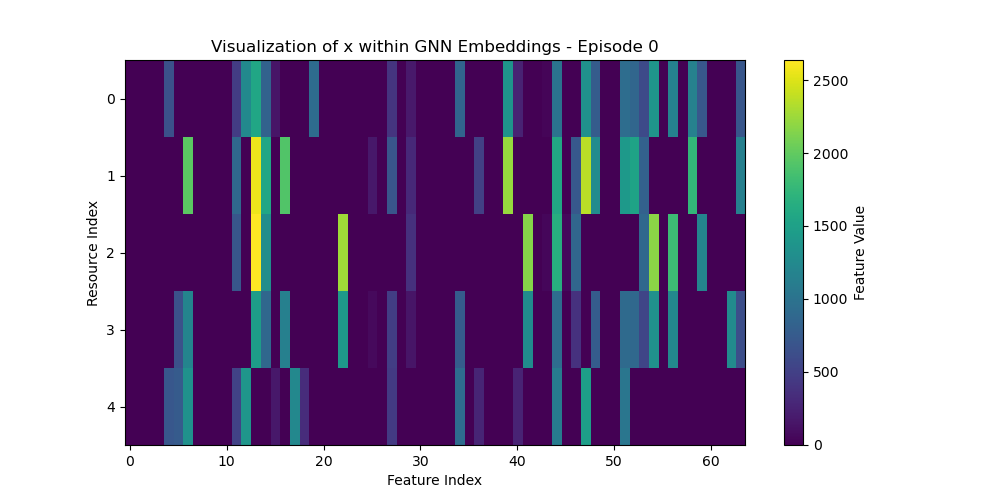 Visualization of x within GNN Embeddings - Episode 0
Resource Index
0
1
2
3
4
0 10 20 30 40 50 60
Feature Index
2500
2000
1500
1000
500
0
Feature Value